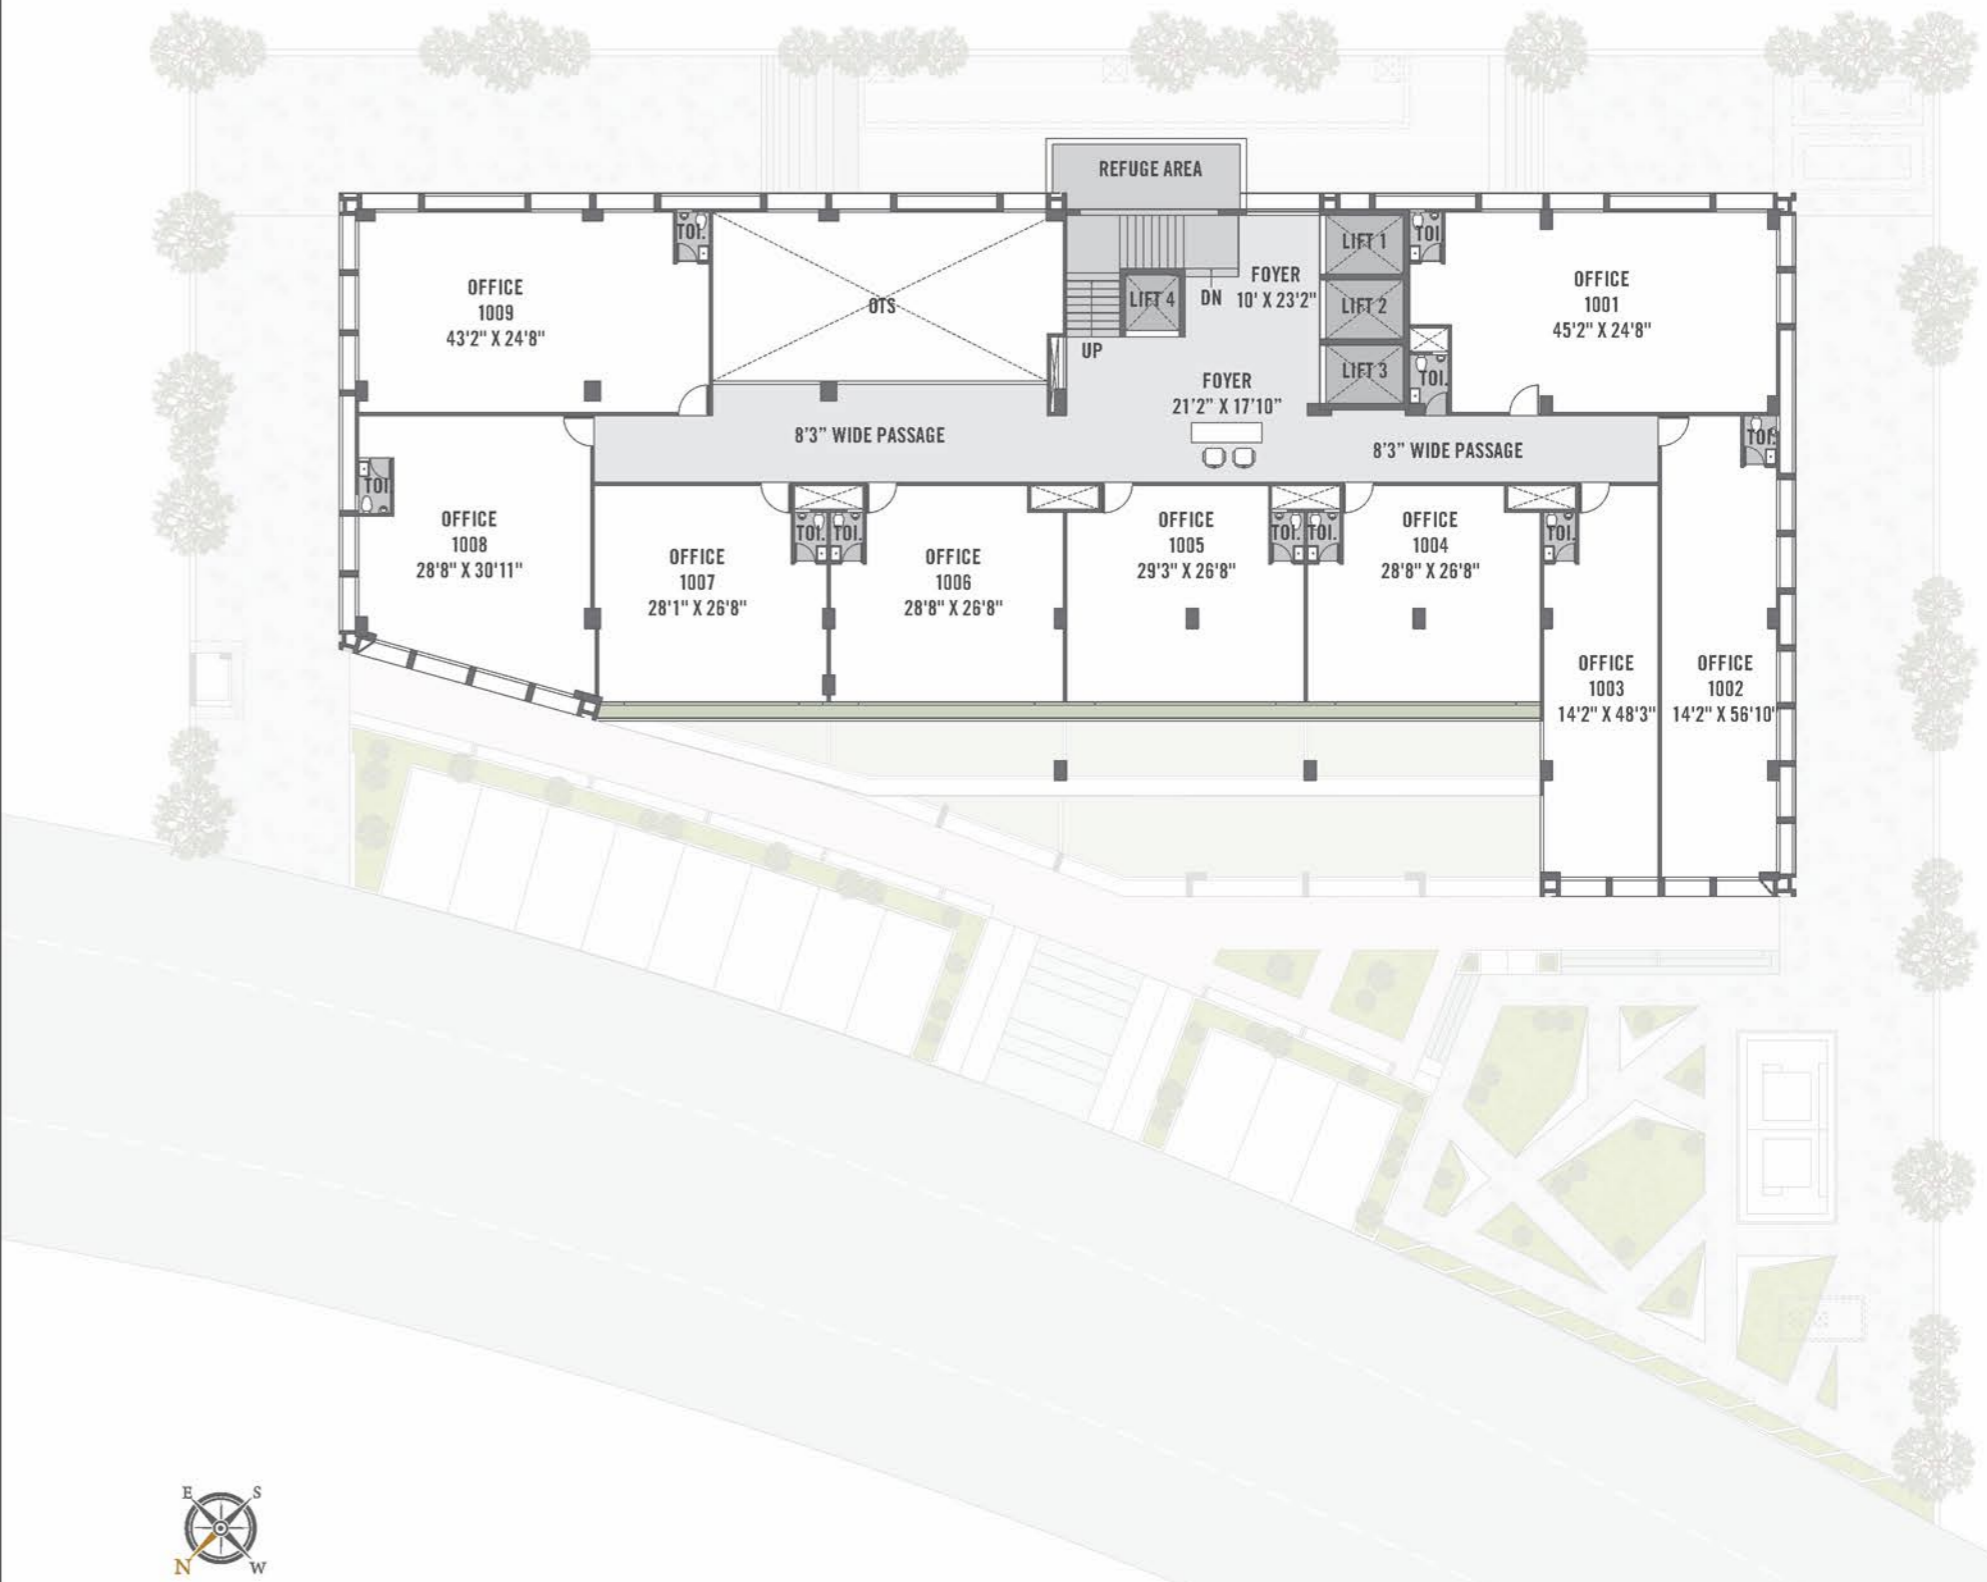 REFUGE AREA
TOI.
OFFICE
1009
43'2" X 24'8"
OTS
LIFT 4
DN
UP
FOYER
10' X 23'2"
LIFT 1
LIFT 2
LIFT 3
TOI.
TOI.
OFFICE
1001
45'2" X 24'8"
FOYER
21'2" X 17'10"
8'3" WIDE PASSAGE
8'3" WIDE PASSAGE
TOI.
TOI.
OFFICE
1008
28'8" X 30'11"
OFFICE
1007
28'1" X 26'8"
TOI.
TOI.
OFFICE
1006
28'8" X 26'8"
OFFICE
1005
29'3" X 26'8"
TOI.
TOI.
OFFICE
1004
28'8" X 26'8"
TOI.
OFFICE
1003
14'2" X 48'3"
OFFICE
1002
14'2" X 56'10'
E
S
N
W